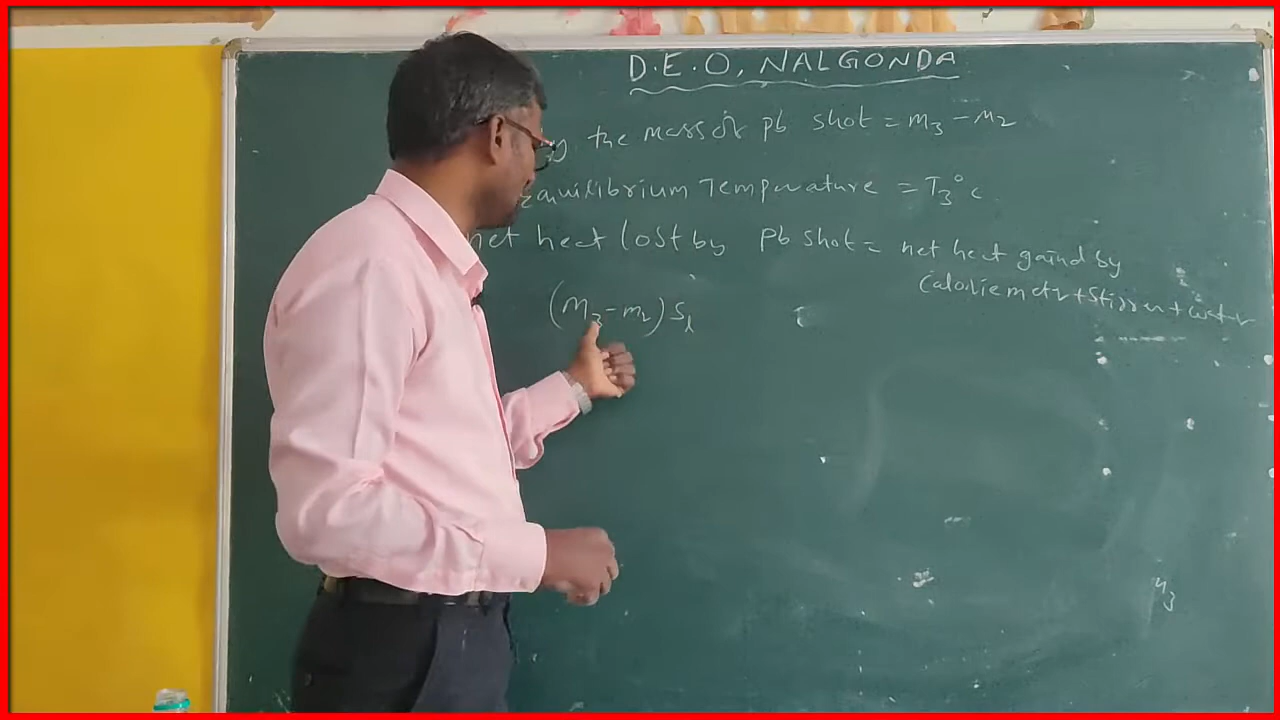 D.E.O, NALGONDA
the mass of Pb shot = m3 - m2
Equilibrium Temperature = T3°c
net heat lost by Pb shot = net heat gained by
Calorimeter + stirrer + water
(m3 - m2) Sl